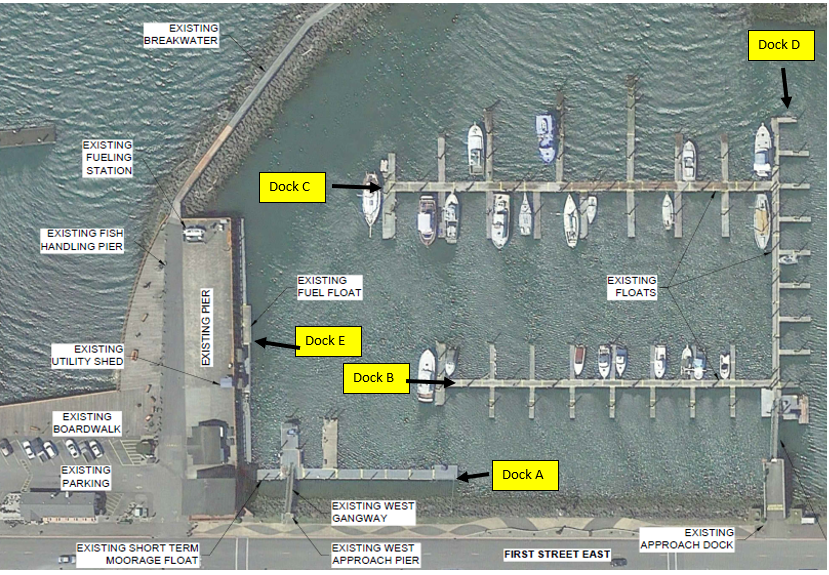 EXISTING
BREAKWATER
Dock D
EXISTING
FUELING
STATION
Dock C
EXISTING FISH
HANDLING PIER
EXISTING
FUEL FLOAT
EXISTING
FLOATS
EXISTING PIER
Dock E
EXISTING
UTILITY SHED
Dock B
EXISTING
BOARDWALK
EXISTING
PARKING
Dock A
EXISTING WEST
GANGWAY
EXISTING
APPROACH DOCK
EXISTING SHORT TERM
MOORAGE FLOAT
EXISTING WEST
APPROACH PIER
FIRST STREET EAST